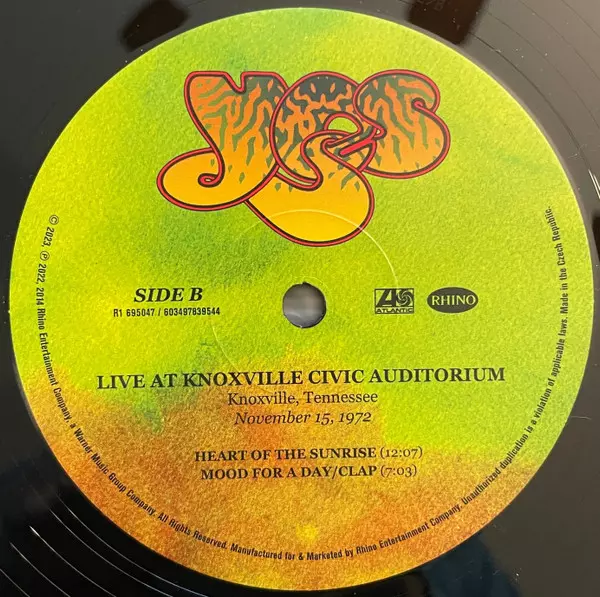 YES
SIDE B
R1 695047 / 603497839544
ATLANTIC
RHINO
LIVE AT KNOXVILLE CIVIC AUDITORIUM
Knoxville, Tennessee
November 15, 1972
HEART OF THE SUNRISE (12:07)
MOOD FOR A DAY/CLAP (7:03)
© 2023, ℗ 2022, 2014 Rhino Entertainment Company, a Warner Music Group Company. All Rights Reserved. Manufactured for & Marketed by Rhino Entertainment Company. Unauthorized duplication is a violation of applicable laws. Made in the Czech Republic.